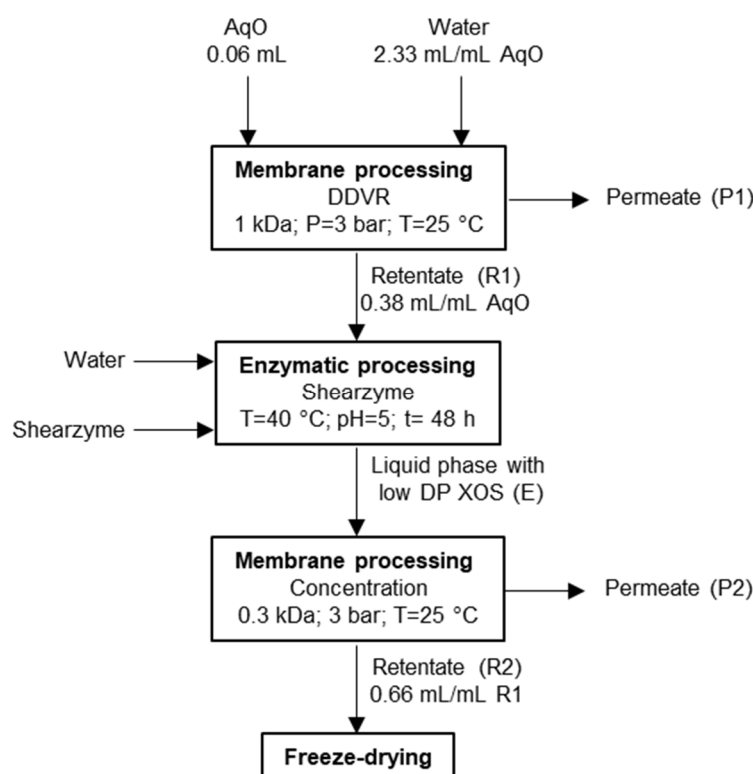 AqO
0.06 mL
Water
2.33 mL/mL AqO
Membrane processing
DDVR
1 kDa; P=3 bar; T=25 °C
Permeate (P1)
Retentate (R1)
0.38 mL/mL AqO
Water
Shearzyme
Enzymatic processing
Shearzyme
T=40 °C; pH=5; t= 48 h
Liquid phase with
low DP XOS (E)
Membrane processing
Concentration
0.3 kDa; 3 bar; T=25 °C
Permeate (P2)
Retentate (R2)
0.66 mL/mL R1
Freeze-drying